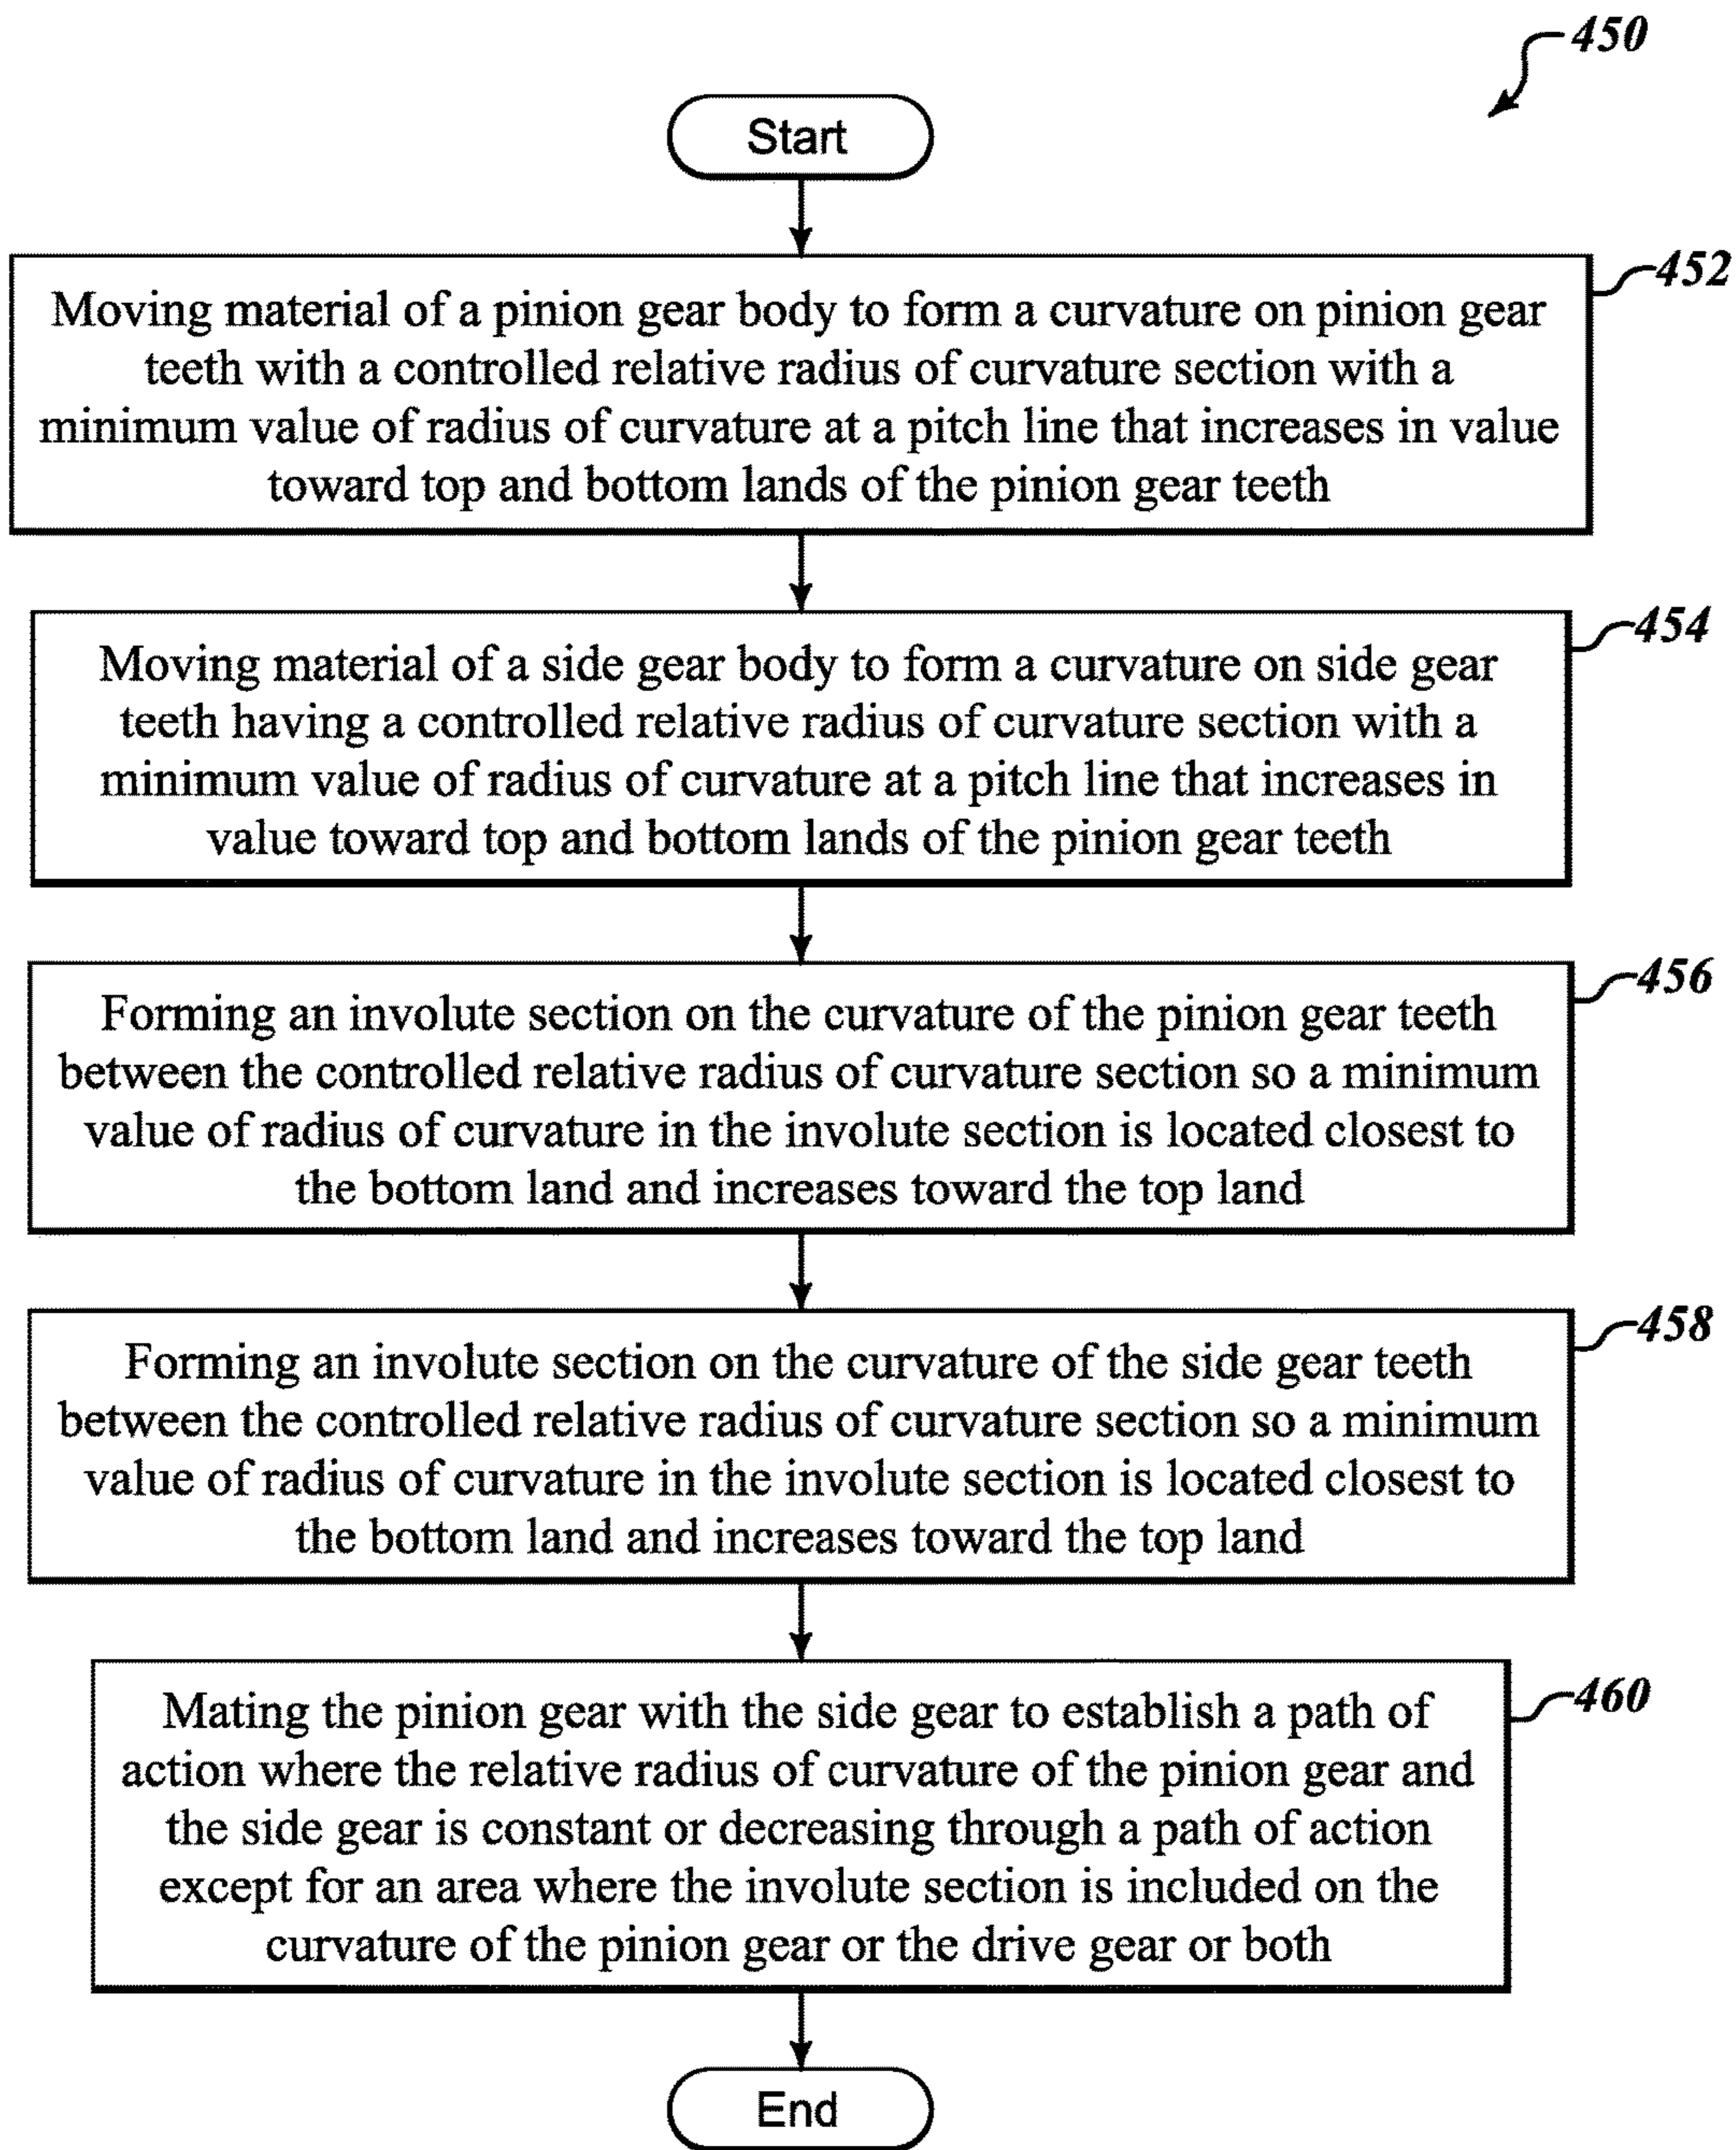 450
Start
452
Moving material of a pinion gear body to form a curvature on pinion gear
teeth with a controlled relative radius of curvature section with a
minimum value of radius of curvature at a pitch line that increases in value
toward top and bottom lands of the pinion gear teeth
454
Moving material of a side gear body to form a curvature on side gear
teeth having a controlled relative radius of curvature section with a
minimum value of radius of curvature at a pitch line that increases in
value toward top and bottom lands of the pinion gear teeth
456
Forming an involute section on the curvature of the pinion gear teeth
between the controlled relative radius of curvature section so a minimum
value of radius of curvature in the involute section is located closest to
the bottom land and increases toward the top land
458
Forming an involute section on the curvature of the side gear teeth
between the controlled relative radius of curvature section so a minimum
value of radius of curvature in the involute section is located closest to
the bottom land and increases toward the top land
460
Mating the pinion gear with the side gear to establish a path of
action where the relative radius of curvature of the pinion gear and
the side gear is constant or decreasing through a path of action
except for an area where the involute section is included on the
curvature of the pinion gear or the drive gear or both
End